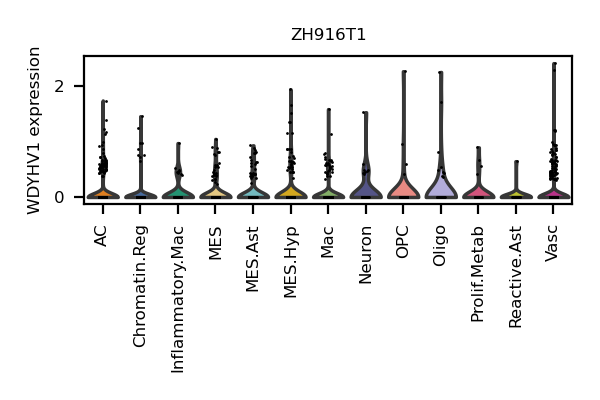 ZH916T1
WDYHV1 expression
2
0
AC
Chromatin.Reg
Inflammatory.Mac
MES
MES.Ast
MES.Hyp
Mac
Neuron
OPC
Oligo
Prolif.Metab
Reactive.Ast
Vasc